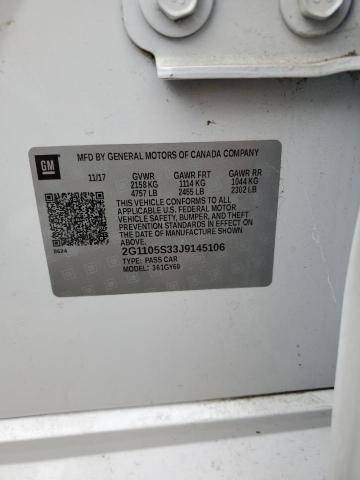 GM
MFD BY GENERAL MOTORS OF CANADA COMPANY
11/17 GVWR GAWR FRT GAWR RR
2158 KG 1114 KG 1044 KG
4757 LB 2455 LB 2302 LB
THIS VEHICLE CONFORMS TO ALL
APPLICABLE U.S. FEDERAL MOTOR
VEHICLE SAFETY, BUMPER, AND THEFT
PREVENTION STANDARDS IN EFFECT ON
THE DATE OF MANUFACTURE SHOWN
ABOVE.
2G1105S33J9145106
TYPE: PASS CAR
MODEL: 361GY69